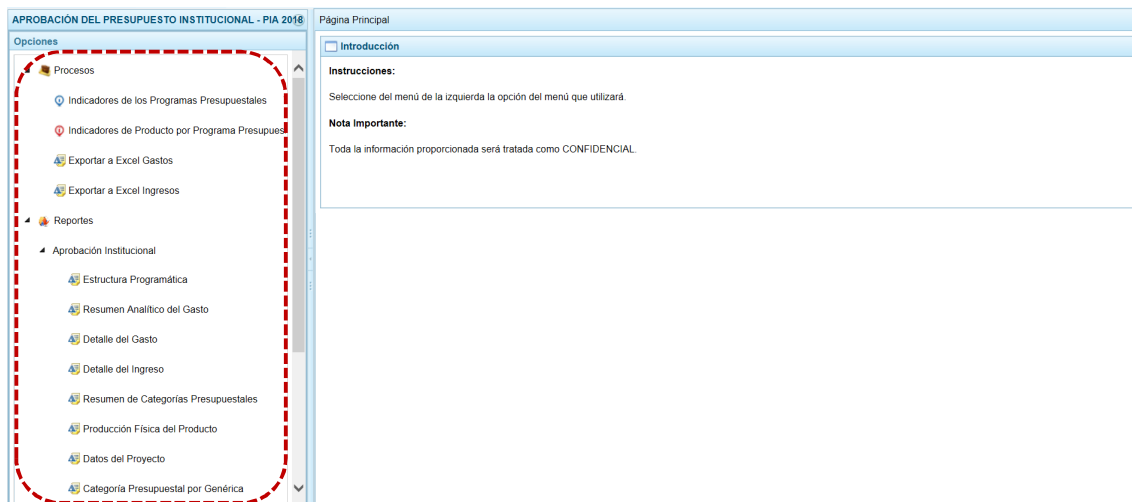 APROBACIÓN DEL PRESUPUESTO INSTITUCIONAL - PIA 2018
Opciones
Procesos
Indicadores de los Programas Presupuestales
Indicadores de Producto por Programa Presupues
Exportar a Excel Gastos
Exportar a Excel Ingresos
Reportes
Aprobación Institucional
Estructura Programática
Resumen Analítico del Gasto
Detalle del Gasto
Detalle del Ingreso
Resumen de Categorías Presupuestales
Producción Física del Producto
Datos del Proyecto
Categoría Presupuestal por Genérica
Página Principal
Introducción
Instrucciones:
Seleccione del menú de la izquierda la opción del menú que utilizará.
Nota Importante:
Toda la información proporcionada será tratada como CONFIDENCIAL.